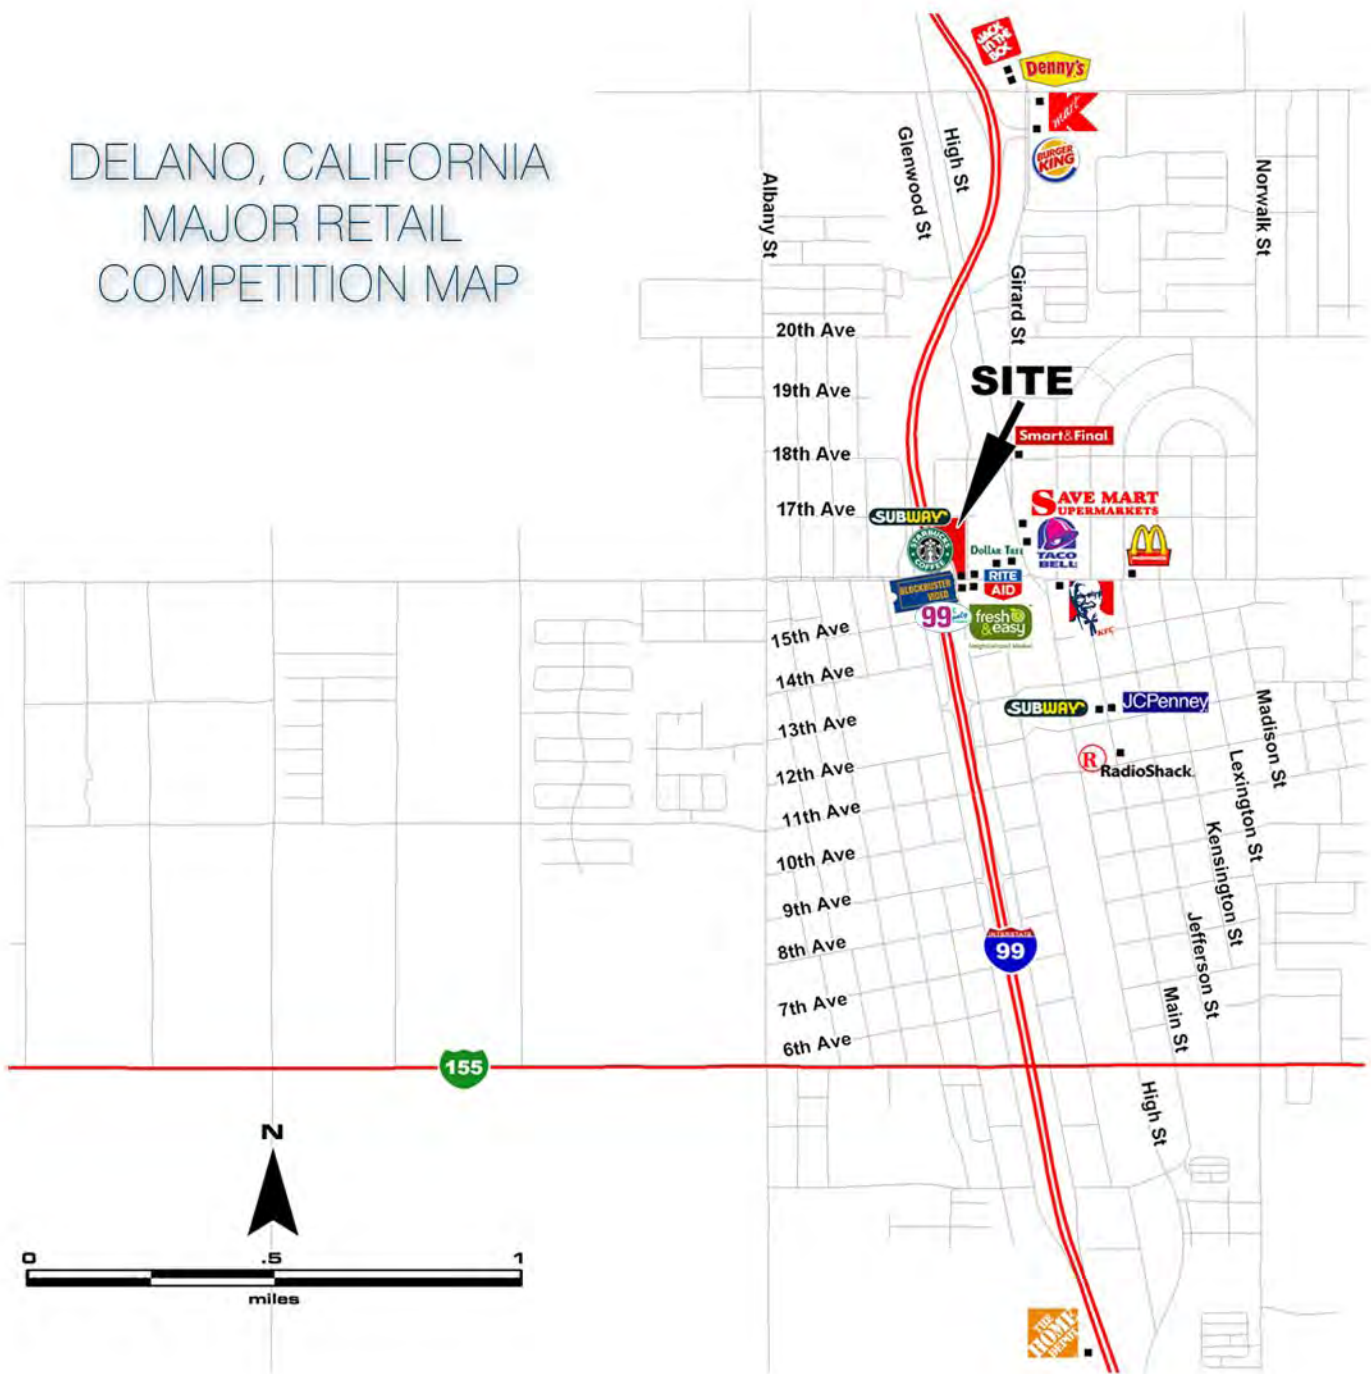 JACK
IN THE
BOX
Denny's
mart K
BURGER
KING
DELANO, CALIFORNIA
MAJOR RETAIL
COMPETITION MAP
Glenwood St
High St
Albany St
Norwalk St
Girard St
20th Ave
19th Ave
SITE
Smart&Final
18th Ave
17th Ave
SAVE MART
SUPERMARKETS
SUBWAY
STARBUCKS
COFFEE
DOLLAR TREE
TACO
BELL
McDonald's
RITE
AID
BLOCKBUSTER
VIDEO
99¢ only
fresh
&easy
neighborhood market
KFC
15th Ave
14th Ave
SUBWAY
JCPenney
13th Ave
Madison St
R
RadioShack.
12th Ave
Lexington St
11th Ave
Kensington St
10th Ave
9th Ave
Jefferson St
8th Ave
INTERSTATE
99
7th Ave
Main St
6th Ave
155
High St
N
0 .5 1
miles
THE
HOME
DEPOT